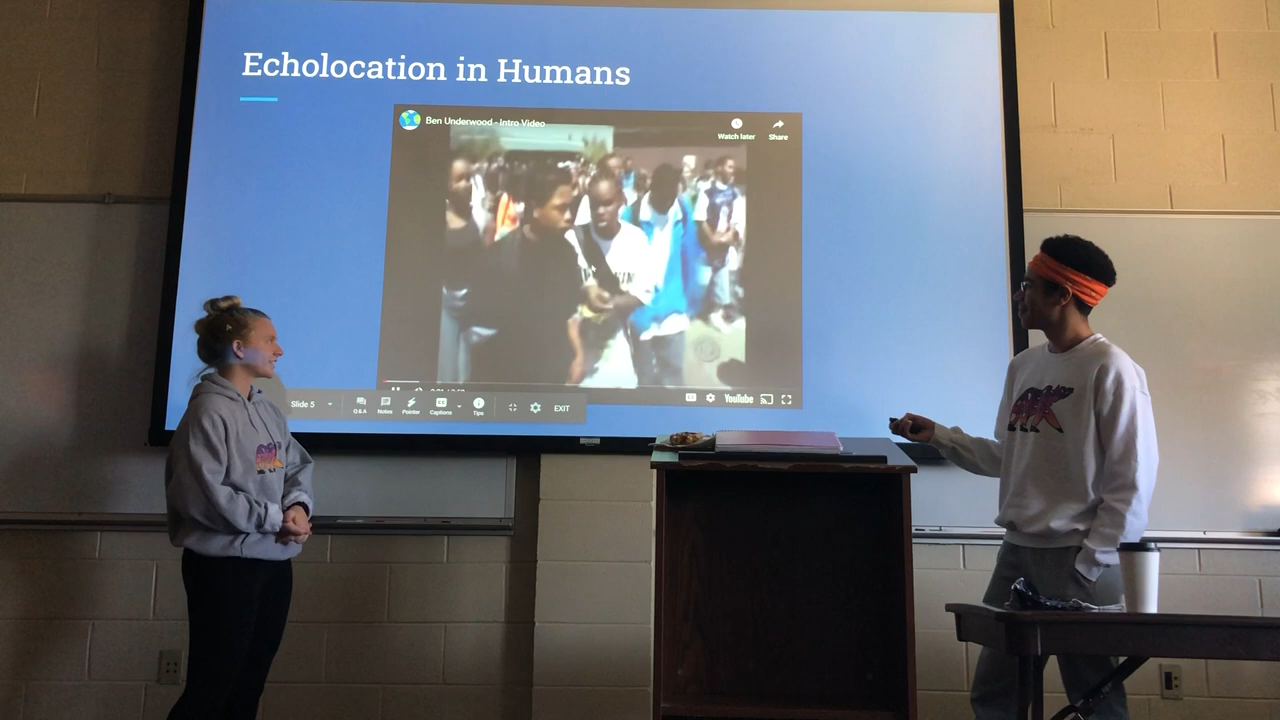 Echolocation in Humans
Ben Underwood - Intro Video
Watch later
Share
YouTube
Slide 5
Q&A
Notes
Pointer
Captions
Tips
EXIT